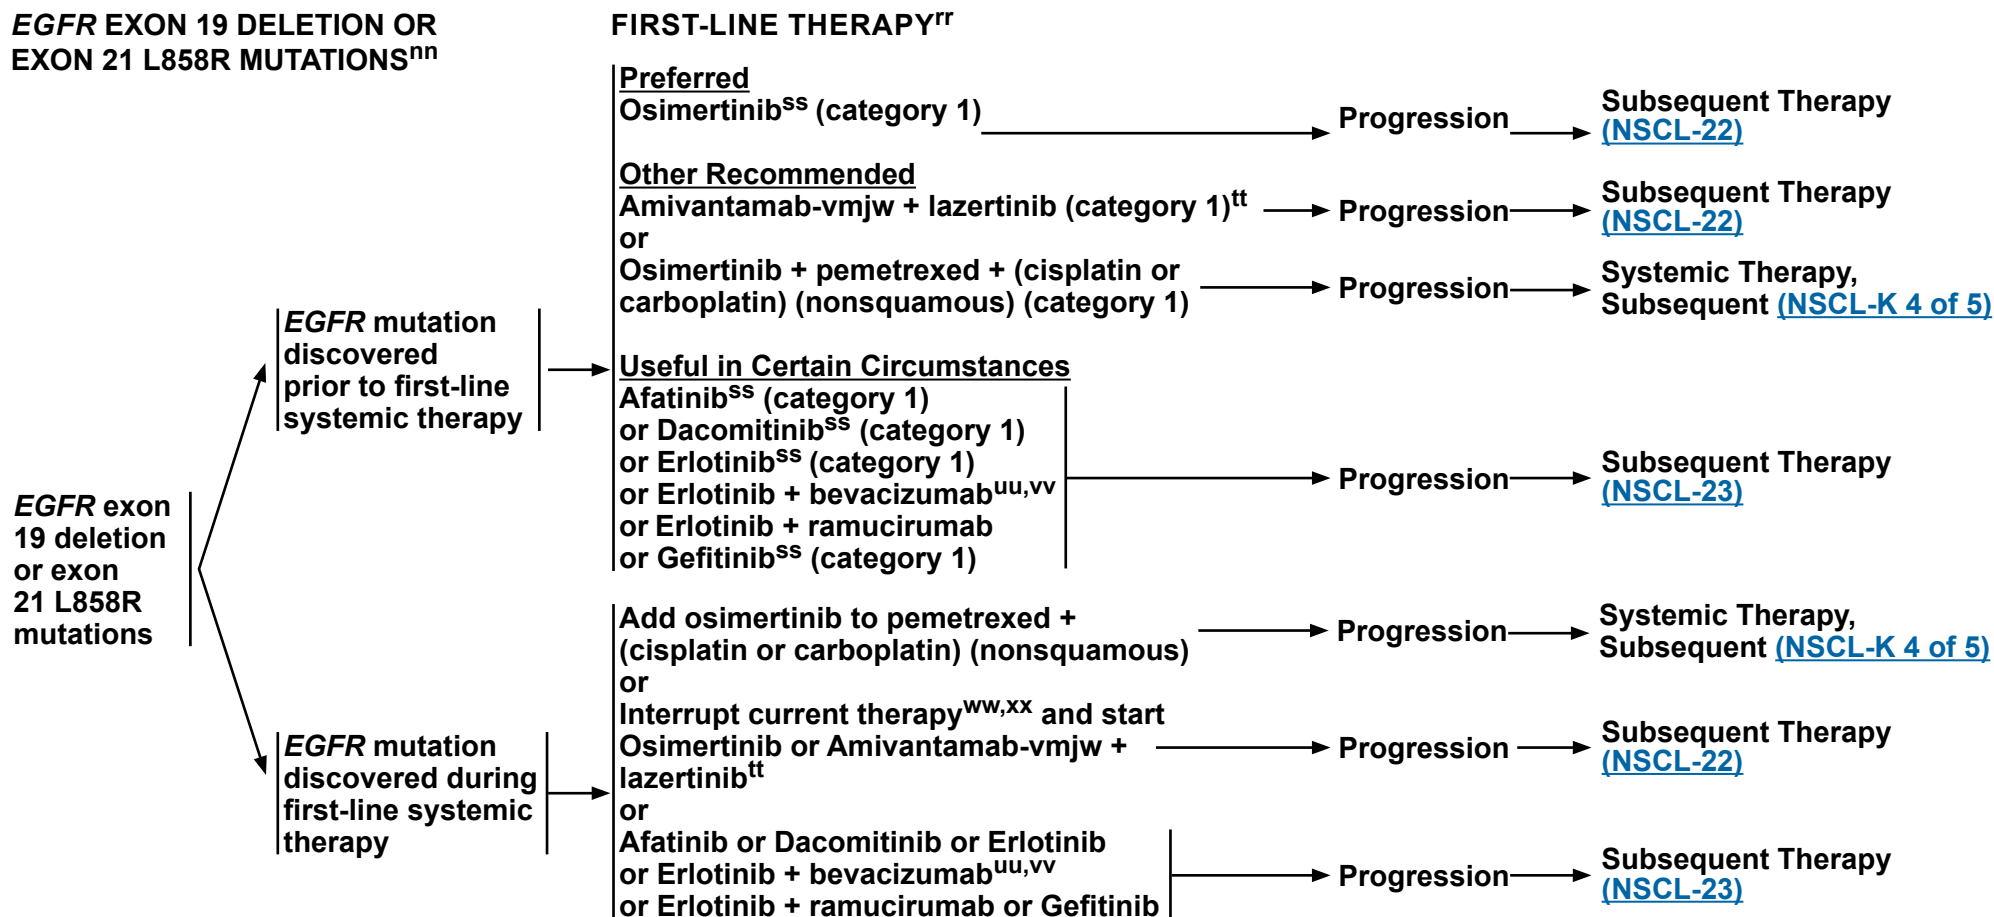 EGFR EXON 19 DELETION OR
EXON 21 L858R MUTATIONSnn
FIRST-LINE THERAPYrr
EGFR exon
19 deletion
or exon
21 L858R
mutations
EGFR mutation
discovered
prior to first-line
systemic therapy
Preferred
Osimertinibss (category 1)
Progression
Subsequent Therapy
(NSCL-22)
Other Recommended
Amivantamab-vmjw + lazertinib (category 1)tt
Progression
Subsequent Therapy
(NSCL-22)
or
Osimertinib + pemetrexed + (cisplatin or
carboplatin) (nonsquamous) (category 1)
Progression
Systemic Therapy,
Subsequent (NSCL-K 4 of 5)
Useful in Certain Circumstances
Afatinibss (category 1)
or Dacomitinibss (category 1)
or Erlotinibss (category 1)
or Erlotinib + bevacizumabuu,vv
or Erlotinib + ramucirumab
or Gefitinibss (category 1)
Progression
Subsequent Therapy
(NSCL-23)
EGFR mutation
discovered during
first-line systemic
therapy
Add osimertinib to pemetrexed +
(cisplatin or carboplatin) (nonsquamous)
Progression
Systemic Therapy,
Subsequent (NSCL-K 4 of 5)
or
Interrupt current therapyww,xx and start
Osimertinib or Amivantamab-vmjw +
lazertinibtt
Progression
Subsequent Therapy
(NSCL-22)
or
Afatinib or Dacomitinib or Erlotinib
or Erlotinib + bevacizumabuu,vv
or Erlotinib + ramucirumab or Gefitinib
Progression
Subsequent Therapy
(NSCL-23)